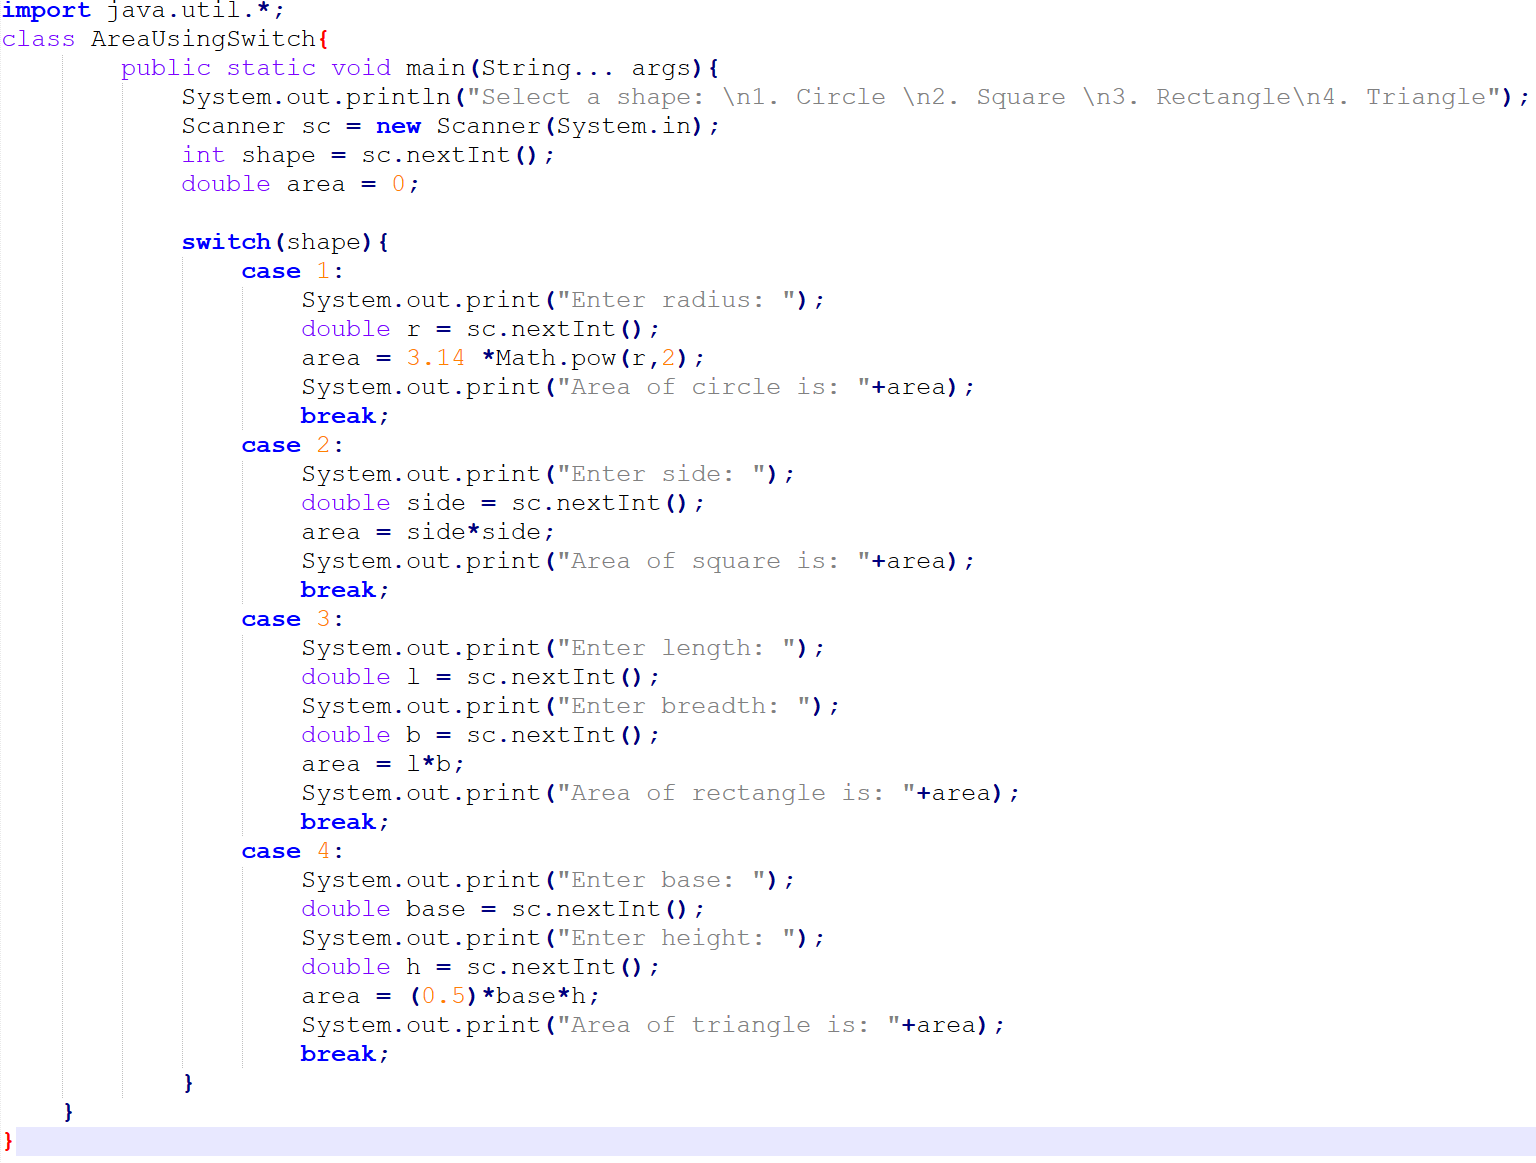 import java.util.*;
class AreaUsingSwitch{
        public static void main(String... args){
            System.out.println("Select a shape: \n1. Circle \n2. Square \n3. Rectangle\n4. Triangle");
            Scanner sc = new Scanner(System.in);
            int shape = sc.nextInt();
            double area = 0;

            switch(shape){
                case 1:
                    System.out.print("Enter radius: ");
                    double r = sc.nextInt();
                    area = 3.14 *Math.pow(r,2);
                    System.out.print("Area of circle is: "+area);
                    break;
                case 2:
                    System.out.print("Enter side: ");
                    double side = sc.nextInt();
                    area = side*side;
                    System.out.print("Area of square is: "+area);
                    break;
                case 3:
                    System.out.print("Enter length: ");
                    double l = sc.nextInt();
                    System.out.print("Enter breadth: ");
                    double b = sc.nextInt();
                    area = l*b;
                    System.out.print("Area of rectangle is: "+area);
                    break;
                case 4:
                    System.out.print("Enter base: ");
                    double base = sc.nextInt();
                    System.out.print("Enter height: ");
                    double h = sc.nextInt();
                    area = (0.5)*base*h;
                    System.out.print("Area of triangle is: "+area);
                    break;
            }
    }
}